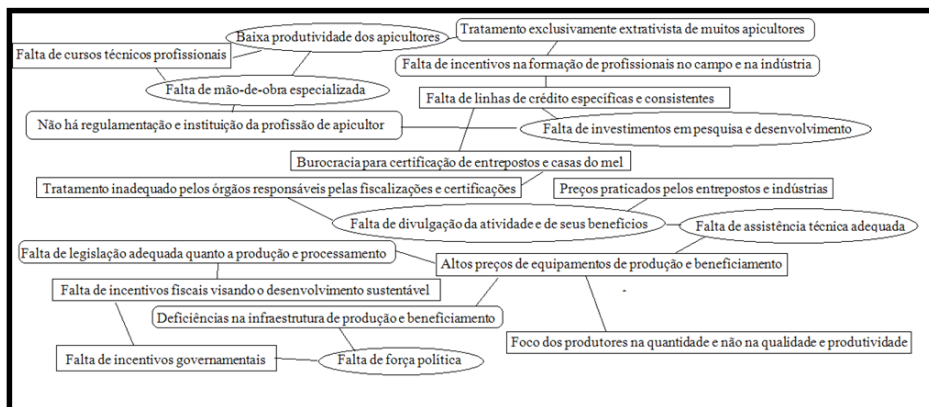 Tratamento exclusivamente extrativista de muitos apicultores
Baixa produtividade dos apicultores
Falta de cursos técnicos profissionais
Falta de incentivos na formação de profissionais no campo e na indústria
Falta de mão-de-obra especializada
Falta de linhas de crédito específicas e consistentes
Não há regulamentação e instituição da profissão de apicultor
Falta de investimentos em pesquisa e desenvolvimento
Burocracia para certificação de entrepostos e casas do mel
Tratamento inadequado pelos órgãos responsáveis pelas fiscalizações e certificações
Preços praticados pelos entrepostos e indústrias
Falta de divulgação da atividade e de seus benefícios
Falta de assistência técnica adequada
Falta de legislação adequada quanto a produção e processamento
Altos preços de equipamentos de produção e beneficiamento
Falta de incentivos fiscais visando o desenvolvimento sustentável
Deficiências na infraestrutura de produção e beneficiamento
Foco dos produtores na quantidade e não na qualidade e produtividade
Falta de incentivos governamentais
Falta de força política